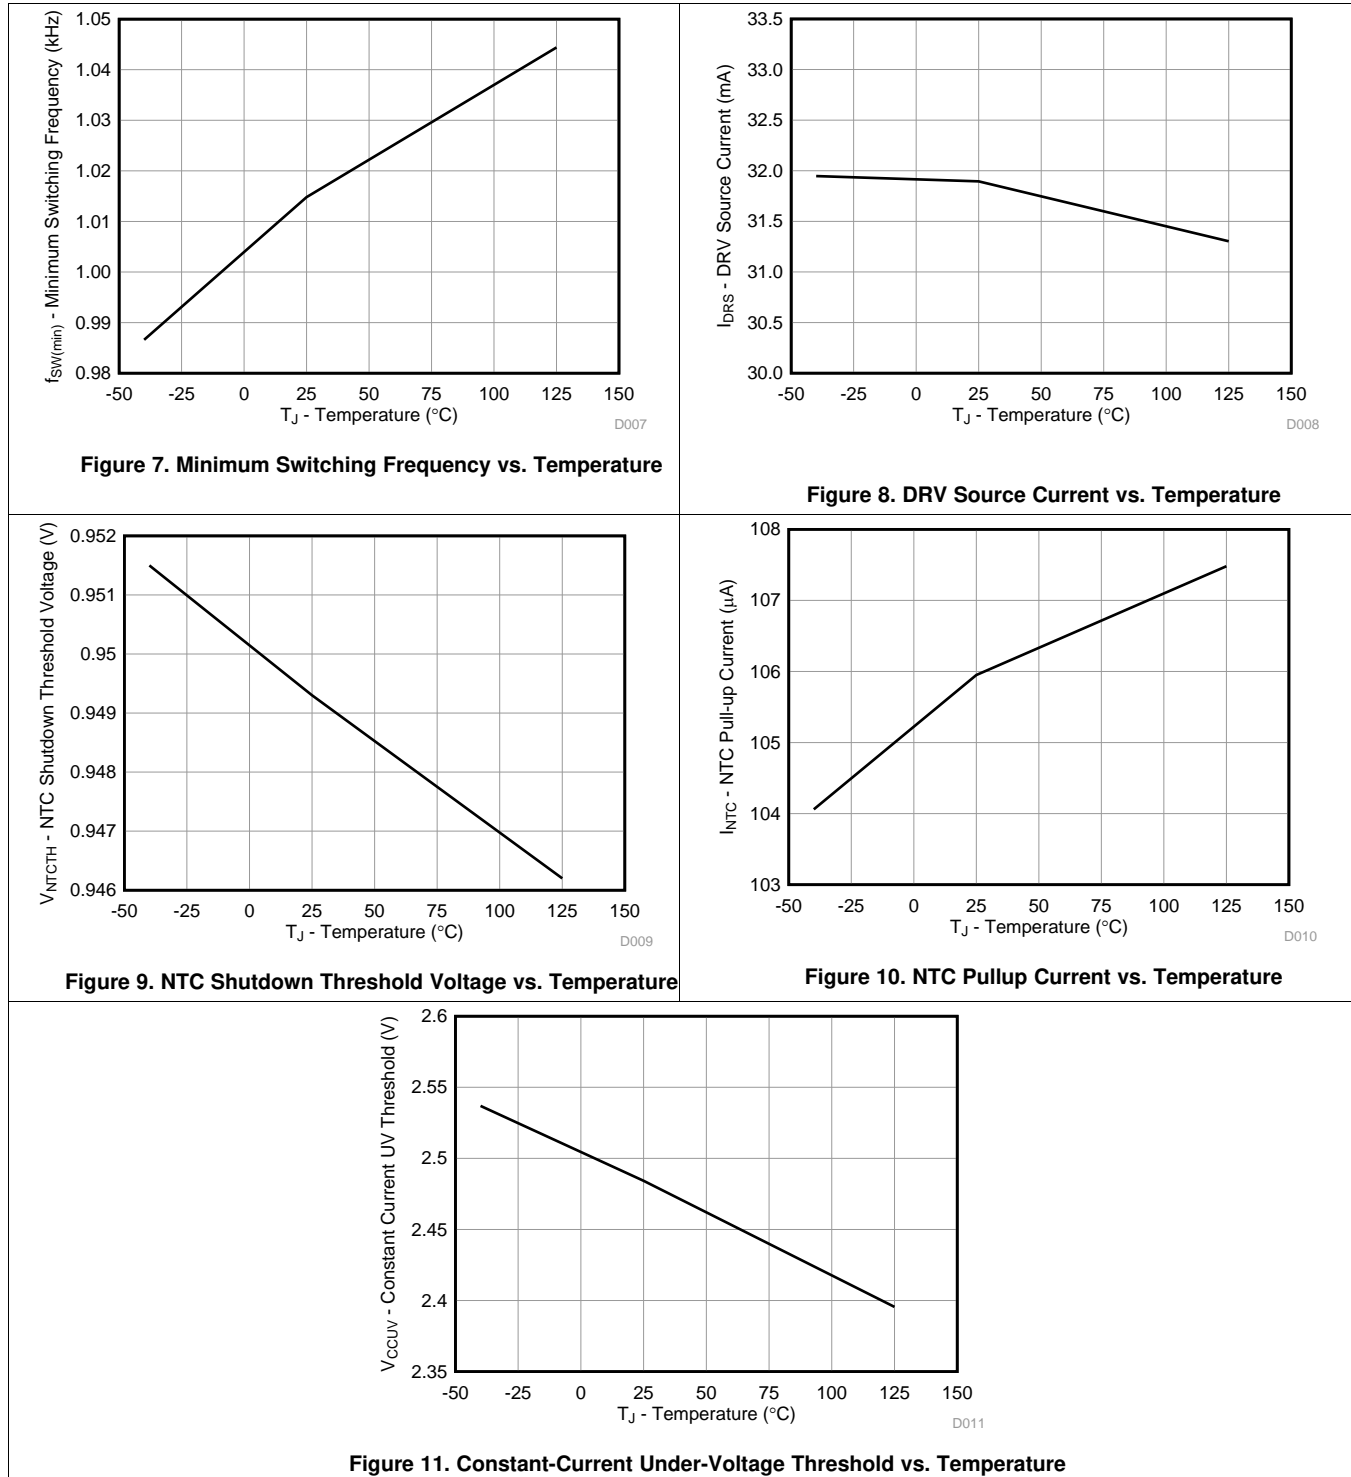 f_SW(min) - Minimum Switching Frequency (kHz)
1.05
1.04
1.03
1.02
1.01
1.00
0.99
0.98
-50 -25 0 25 50 75 100 125 150
T_J - Temperature (°C)
D007
Figure 7. Minimum Switching Frequency vs. Temperature
I_DRS - DRV Source Current (mA)
33.5
33.0
32.5
32.0
31.5
31.0
30.5
30.0
-50 -25 0 25 50 75 100 125 150
T_J - Temperature (°C)
D008
Figure 8. DRV Source Current vs. Temperature
V_NTCTH - NTC Shutdown Threshold Voltage (V)
0.952
0.951
0.95
0.949
0.948
0.947
0.946
-50 -25 0 25 50 75 100 125 150
T_J - Temperature (°C)
D009
Figure 9. NTC Shutdown Threshold Voltage vs. Temperature
I_NTC - NTC Pull-up Current (µA)
108
107
106
105
104
103
-50 -25 0 25 50 75 100 125 150
T_J - Temperature (°C)
D010
Figure 10. NTC Pullup Current vs. Temperature
V_CCUV - Constant Current UV Threshold (V)
2.6
2.55
2.5
2.45
2.4
2.35
-50 -25 0 25 50 75 100 125 150
T_J - Temperature (°C)
D011
Figure 11. Constant-Current Under-Voltage Threshold vs. Temperature